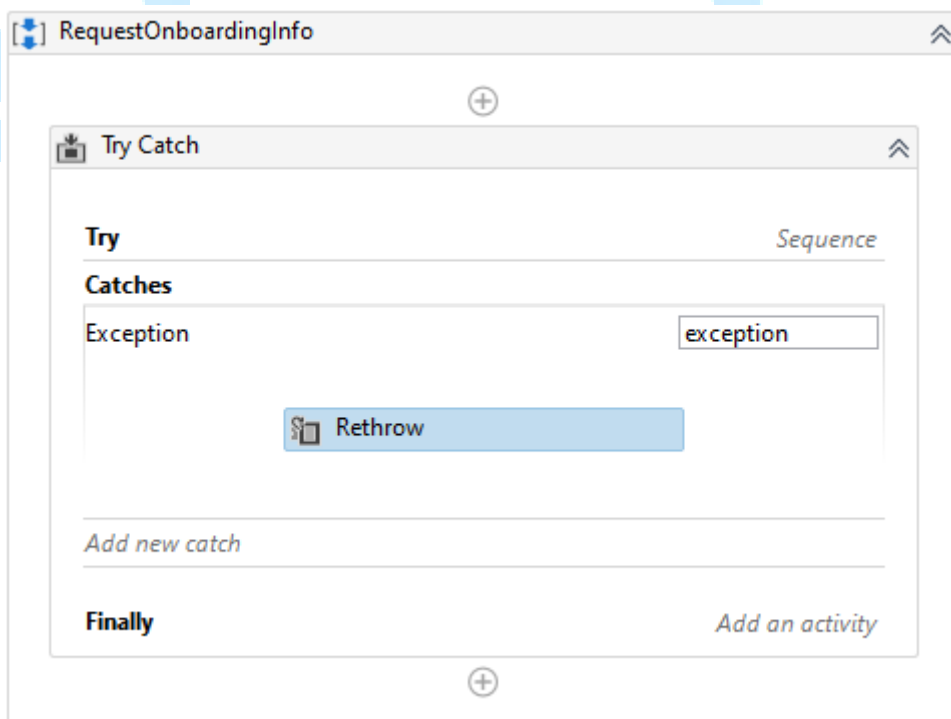 RequestOnboardingInfo
Try Catch
Try Sequence
Catches
Exception exception
Rethrow
Add new catch
Finally Add an activity